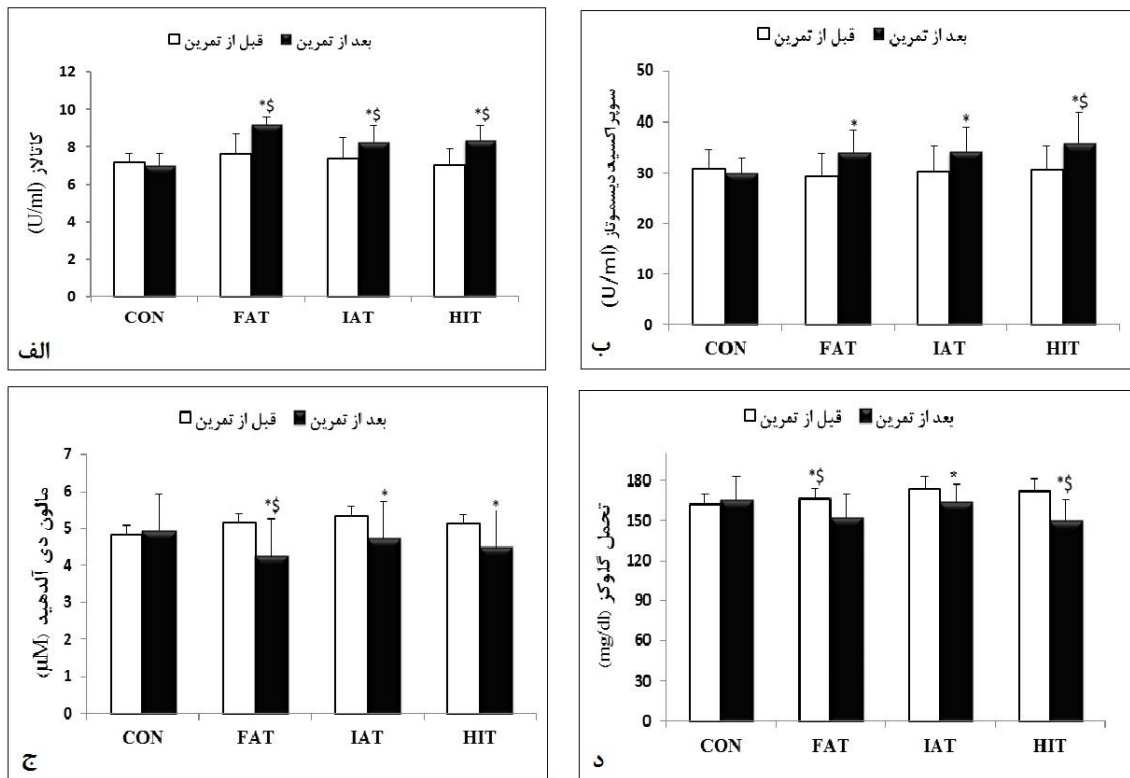 قبل از تمرین بعد از تمرین
کاتالاز (U/ml)
12
10
8
6
4
2
0
*$ *$ *$
CON FAT IAT HIT
الف
قبل از تمرین بعد از تمرین
سوپراکسید دیسموتاز (U/ml)
50
40
30
20
10
0
* * *$
CON FAT IAT HIT
ب
قبل از تمرین بعد از تمرین
مالون دی آلدهید (µM)
7
6
5
4
3
2
1
0
*$ * *
CON FAT IAT HIT
ج
قبل از تمرین بعد از تمرین
تحمل گلوکز (mg/dl)
180
150
120
90
60
30
0
*$ * *$
CON FAT IAT HIT
د